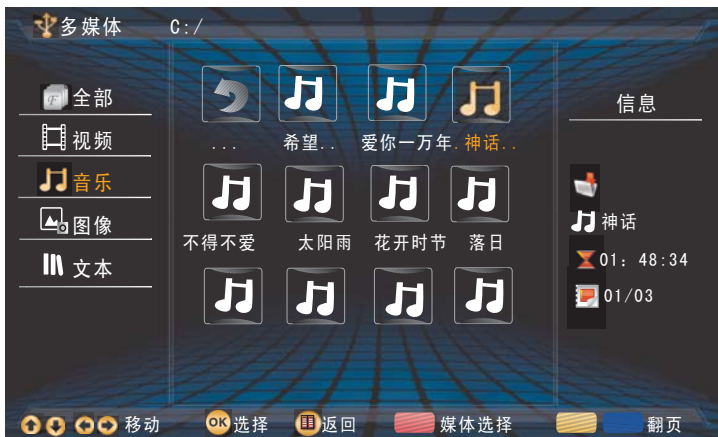 多媒体 C:/
全部
视频
音乐
图像
文本
...
希望..
爱你一万年.
神话..
不得不爱
太阳雨
花开时节
落日
信息
神话
01: 48:34
01/03
移动
OK 选择
返回
媒体选择
翻页